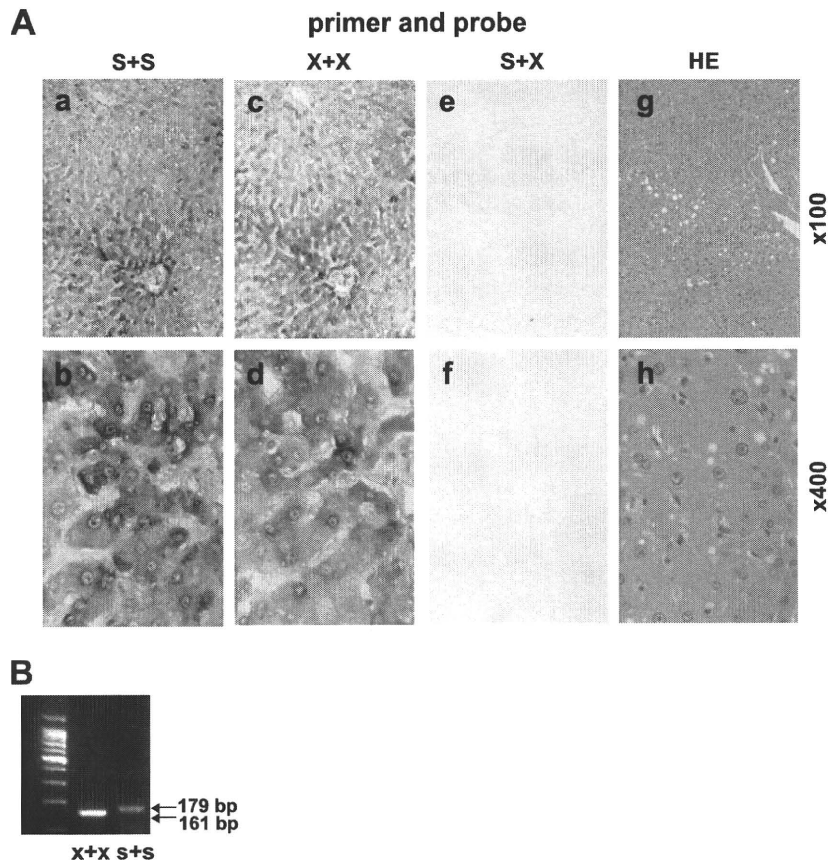 A
primer and probe
S+S X+X S+X HE
a c e g
x100
b d f h
x400
B
179 bp
161 bp
x+x s+s